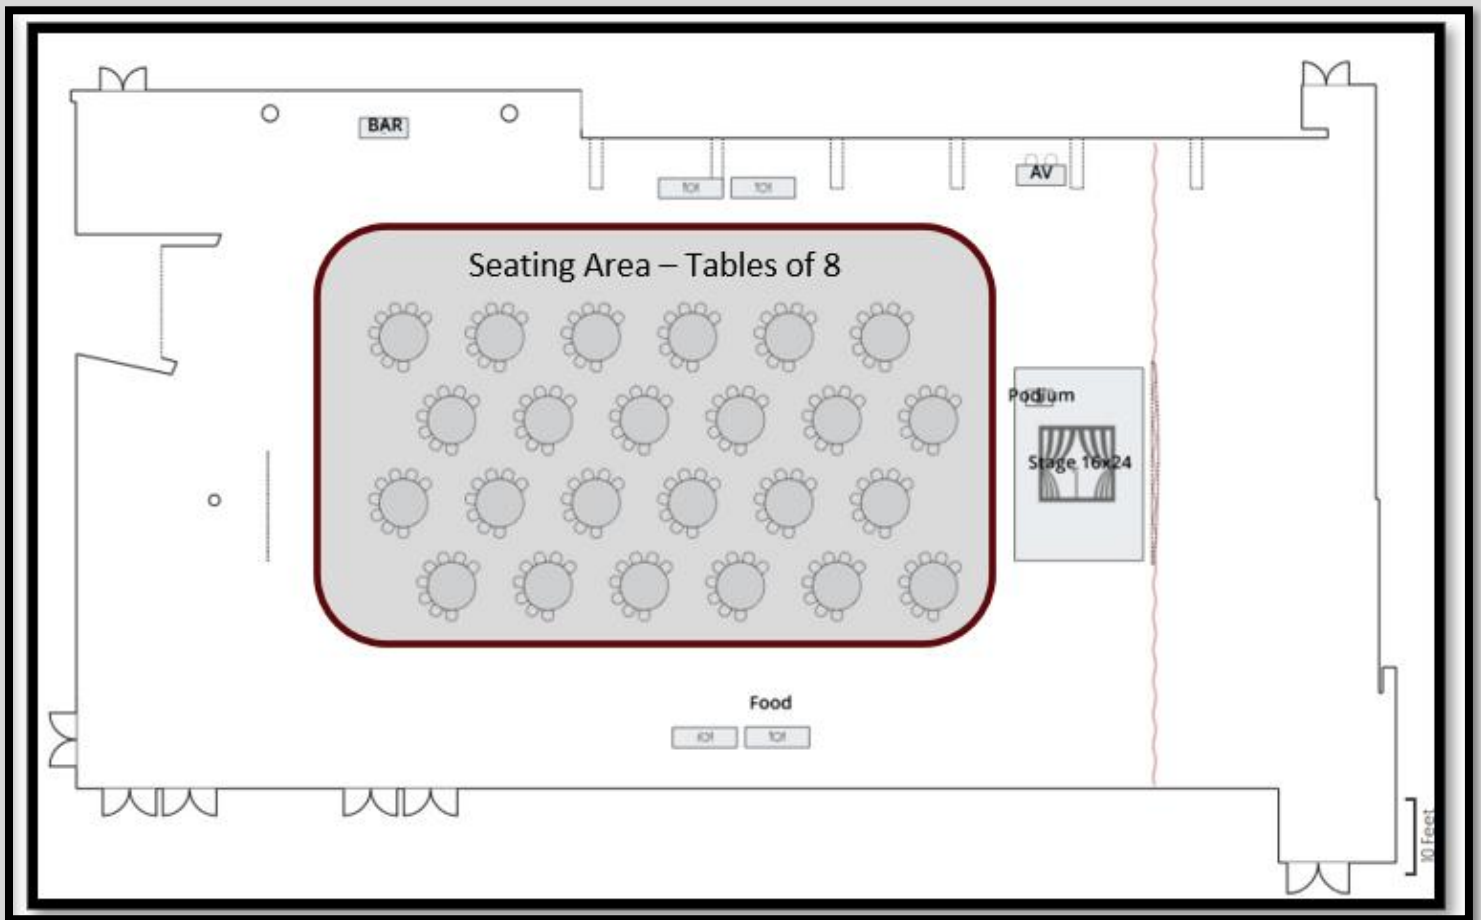 BAR
AV
Seating Area – Tables of 8
Podium
Stage 16x24
Food
10 Feet